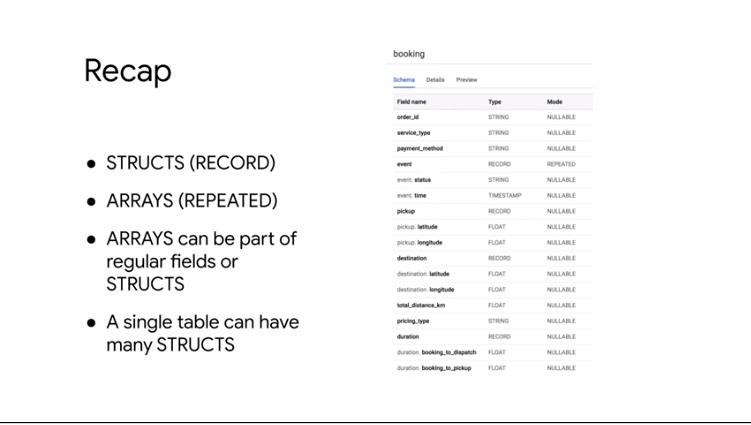 Recap
● STRUCTS (RECORD)
● ARRAYS (REPEATED)
● ARRAYS can be part of
regular fields or
STRUCTS
● A single table can have
many STRUCTS
booking
Schema Details Preview
Field name Type Mode
order_id STRING NULLABLE
service_type STRING NULLABLE
payment_method STRING NULLABLE
event RECORD REPEATED
event. status STRING NULLABLE
event. time TIMESTAMP NULLABLE
pickup RECORD NULLABLE
pickup. latitude FLOAT NULLABLE
pickup. longitude FLOAT NULLABLE
destination RECORD NULLABLE
destination. latitude FLOAT NULLABLE
destination. longitude FLOAT NULLABLE
total_distance_km FLOAT NULLABLE
pricing_type STRING NULLABLE
duration RECORD NULLABLE
duration. booking_to_dispatch FLOAT NULLABLE
duration. booking_to_pickup FLOAT NULLABLE